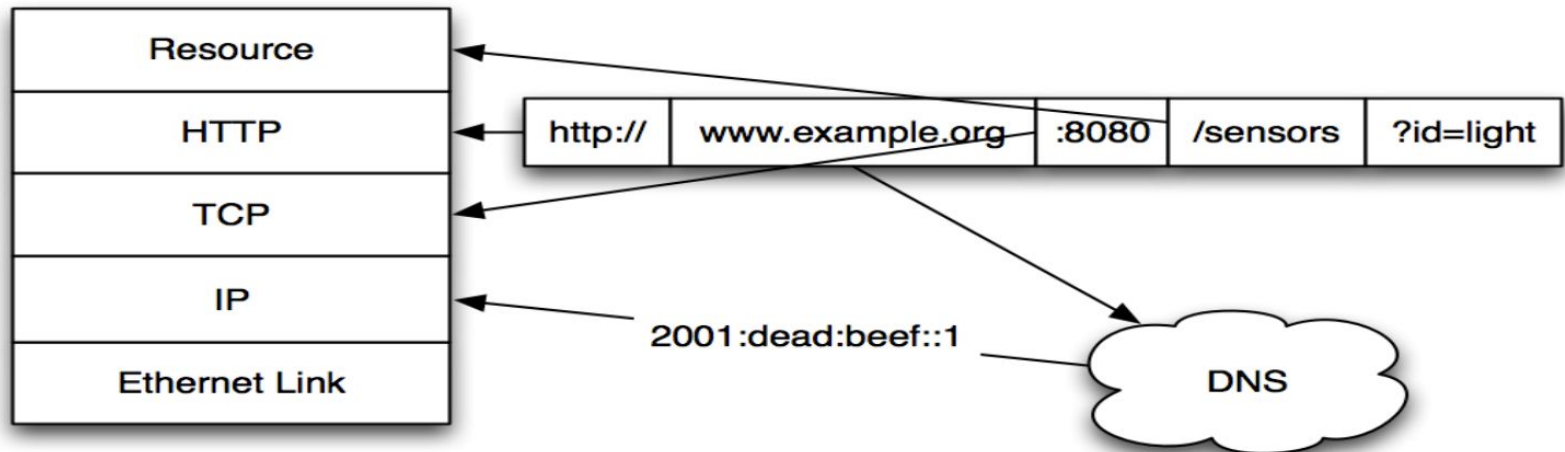 Resource
HTTP
TCP
IP
Ethernet Link
http:// www.example.org :8080 /sensors ?id=light
2001:dead:beef::1
DNS